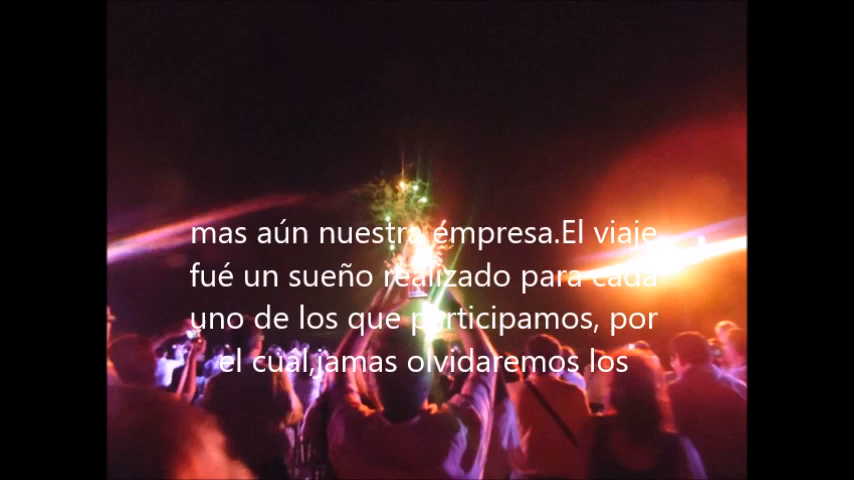 mas aún nuestra empresa.El viaje
fué un sueño realizado para cada
uno de los que participamos, por
el cuál,jamas olvidaremos los